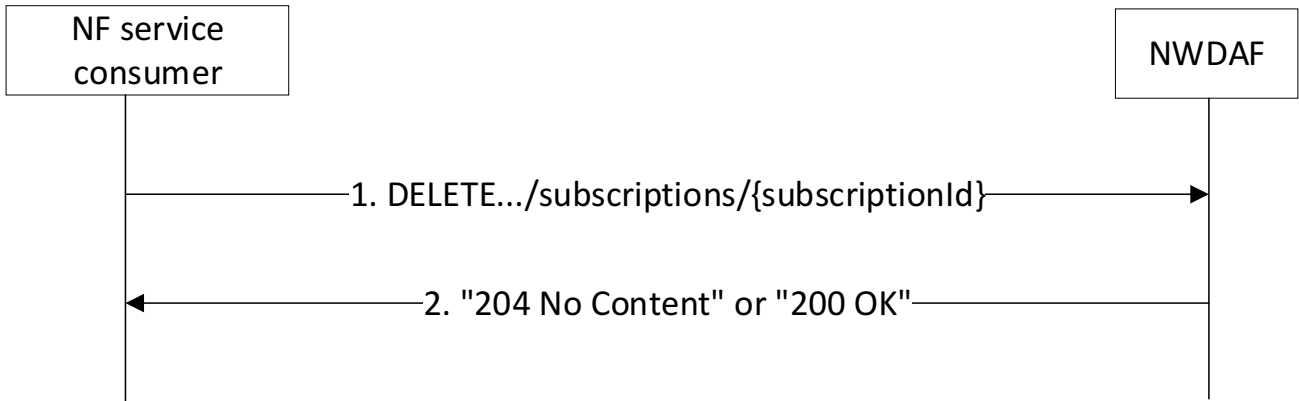 NF service
consumer
NWDAF
1. DELETE.../subscriptions/{subscriptionId}
2. "204 No Content" or "200 OK"